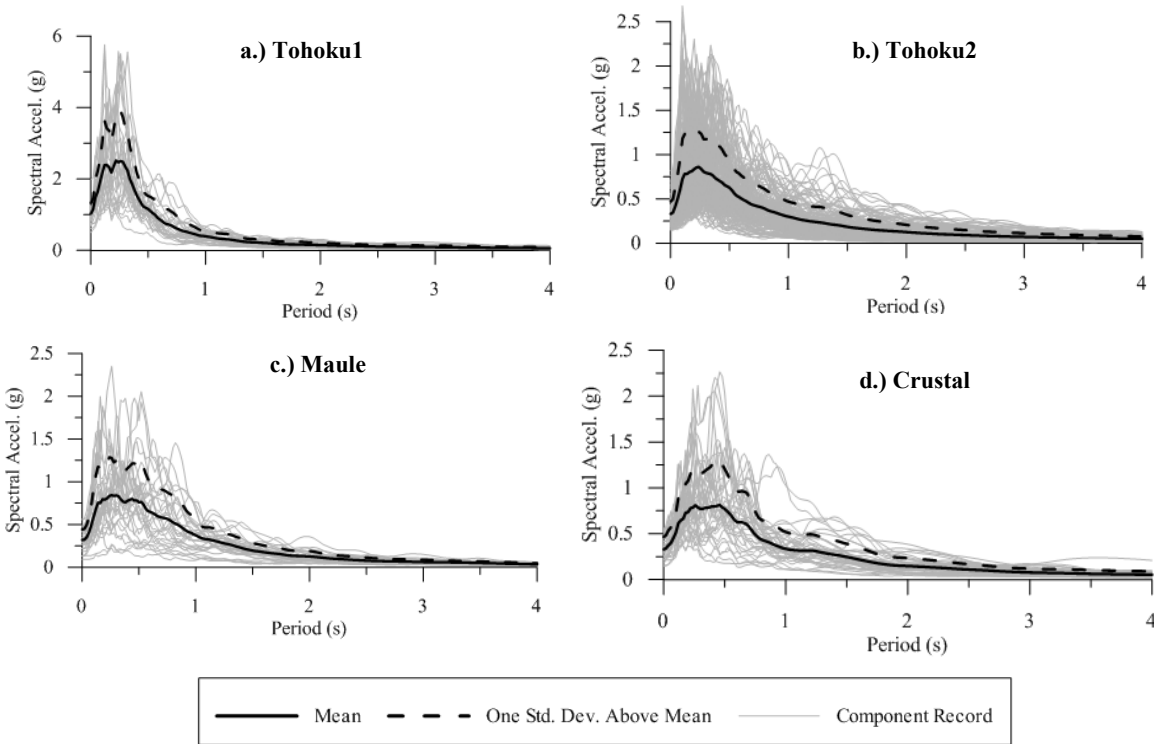 a.) Tohoku1
Spectral Accel. (g)
6
4
2
0
0 1 2 3 4
Period (s)
b.) Tohoku2
Spectral Accel. (g)
2.5
2
1.5
1
0.5
0
0 1 2 3 4
Period (s)
c.) Maule
Spectral Accel. (g)
2.5
2
1.5
1
0.5
0
0 1 2 3 4
Period (s)
d.) Crustal
Spectral Accel. (g)
2.5
2
1.5
1
0.5
0
0 1 2 3 4
Period (s)
Mean One Std. Dev. Above Mean Component Record